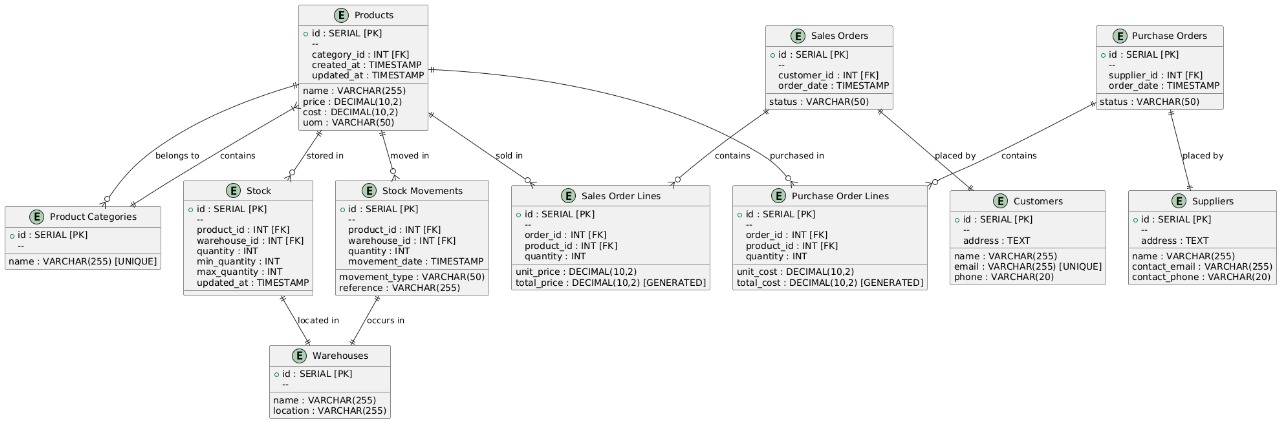 E Products
id : SERIAL [PK]
--
category_id : INT [FK]
created_at : TIMESTAMP
updated_at : TIMESTAMP
name : VARCHAR(255)
price : DECIMAL(10,2)
cost : DECIMAL(10,2)
uom : VARCHAR(50)
E Sales Orders
id : SERIAL [PK]
--
customer_id : INT [FK]
order_date : TIMESTAMP
status : VARCHAR(50)
E Purchase Orders
id : SERIAL [PK]
--
supplier_id : INT [FK]
order_date : TIMESTAMP
status : VARCHAR(50)
belongs to
contains
stored in
moved in
sold in
contains
purchased in
placed by
contains
placed by
E Product Categories
id : SERIAL [PK]
--
name : VARCHAR(255) [UNIQUE]
E Stock
id : SERIAL [PK]
--
product_id : INT [FK]
warehouse_id : INT [FK]
quantity : INT
min_quantity : INT
max_quantity : INT
updated_at : TIMESTAMP
E Stock Movements
id : SERIAL [PK]
--
product_id : INT [FK]
warehouse_id : INT [FK]
quantity : INT
movement_date : TIMESTAMP
movement_type : VARCHAR(50)
reference : VARCHAR(255)
E Sales Order Lines
id : SERIAL [PK]
--
order_id : INT [FK]
product_id : INT [FK]
quantity : INT
unit_price : DECIMAL(10,2)
total_price : DECIMAL(10,2) [GENERATED]
E Purchase Order Lines
id : SERIAL [PK]
--
order_id : INT [FK]
product_id : INT [FK]
quantity : INT
unit_cost : DECIMAL(10,2)
total_cost : DECIMAL(10,2) [GENERATED]
E Customers
id : SERIAL [PK]
--
address : TEXT
name : VARCHAR(255)
email : VARCHAR(255) [UNIQUE]
phone : VARCHAR(20)
E Suppliers
id : SERIAL [PK]
--
address : TEXT
name : VARCHAR(255)
contact_email : VARCHAR(255)
contact_phone : VARCHAR(20)
located in
occurs in
E Warehouses
id : SERIAL [PK]
--
name : VARCHAR(255)
location : VARCHAR(255)